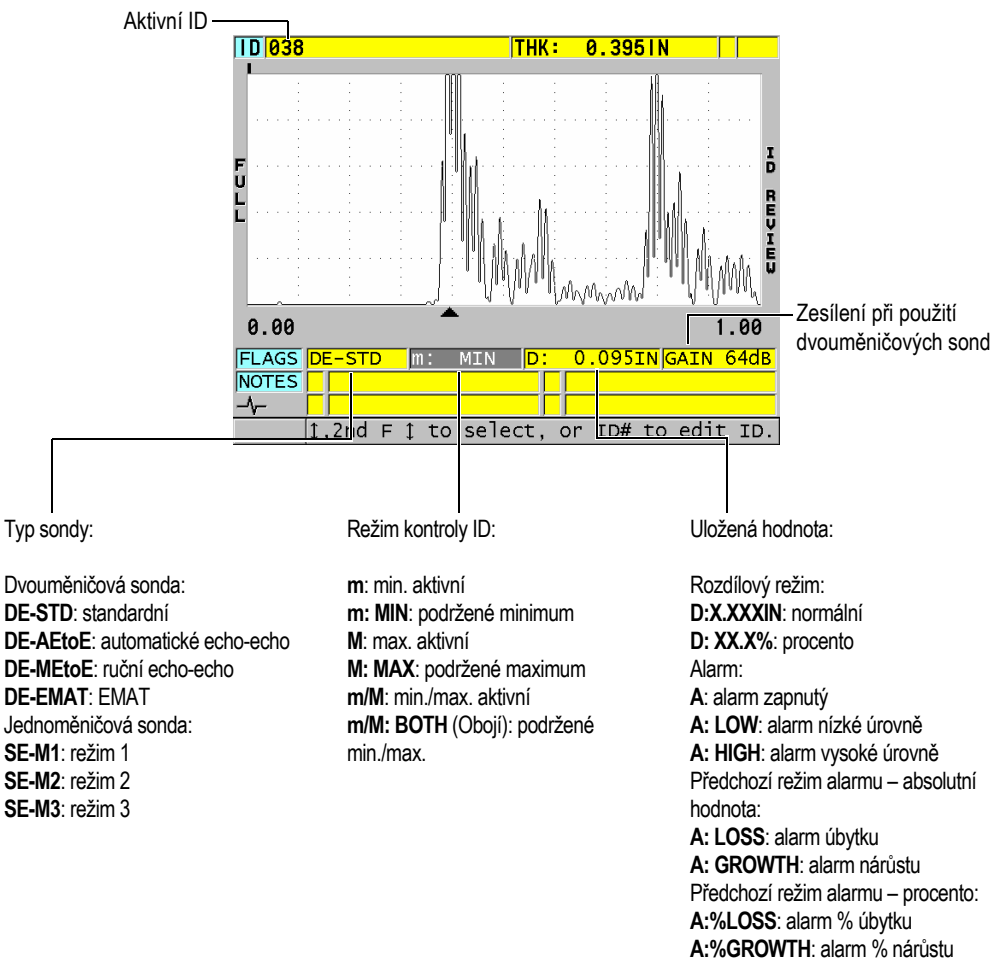 Aktivní ID
ID 038 THK: 0.395IN
FULL
ID REVIEW
0.00 1.00
Zesílení při použití
dvouměničových sond
FLAGS DE-STD m: MIN D: 0.095IN GAIN 64dB
NOTES
↕,2nd F ↕ to select, or ID# to edit ID.
Typ sondy:
Dvouměničová sonda:
DE-STD: standardní
DE-AEtoE: automatické echo-echo
DE-MEtoE: ruční echo-echo
DE-EMAT: EMAT
Jednoměničová sonda:
SE-M1: režim 1
SE-M2: režim 2
SE-M3: režim 3
Režim kontroly ID:
m: min. aktivní
m: MIN: podržené minimum
M: max. aktivní
M: MAX: podržené maximum
m/M: min./max. aktivní
m/M: BOTH (Obojí): podržené
min./max.
Uložená hodnota:
Rozdílový režim:
D:X.XXXIN: normální
D: XX.X%: procento
Alarm:
A: alarm zapnutý
A: LOW: alarm nízké úrovně
A: HIGH: alarm vysoké úrovně
Předchozí režim alarmu – absolutní
hodnota:
A: LOSS: alarm úbytku
A: GROWTH: alarm nárůstu
Předchozí režim alarmu – procento:
A:%LOSS: alarm % úbytku
A:%GROWTH: alarm % nárůstu